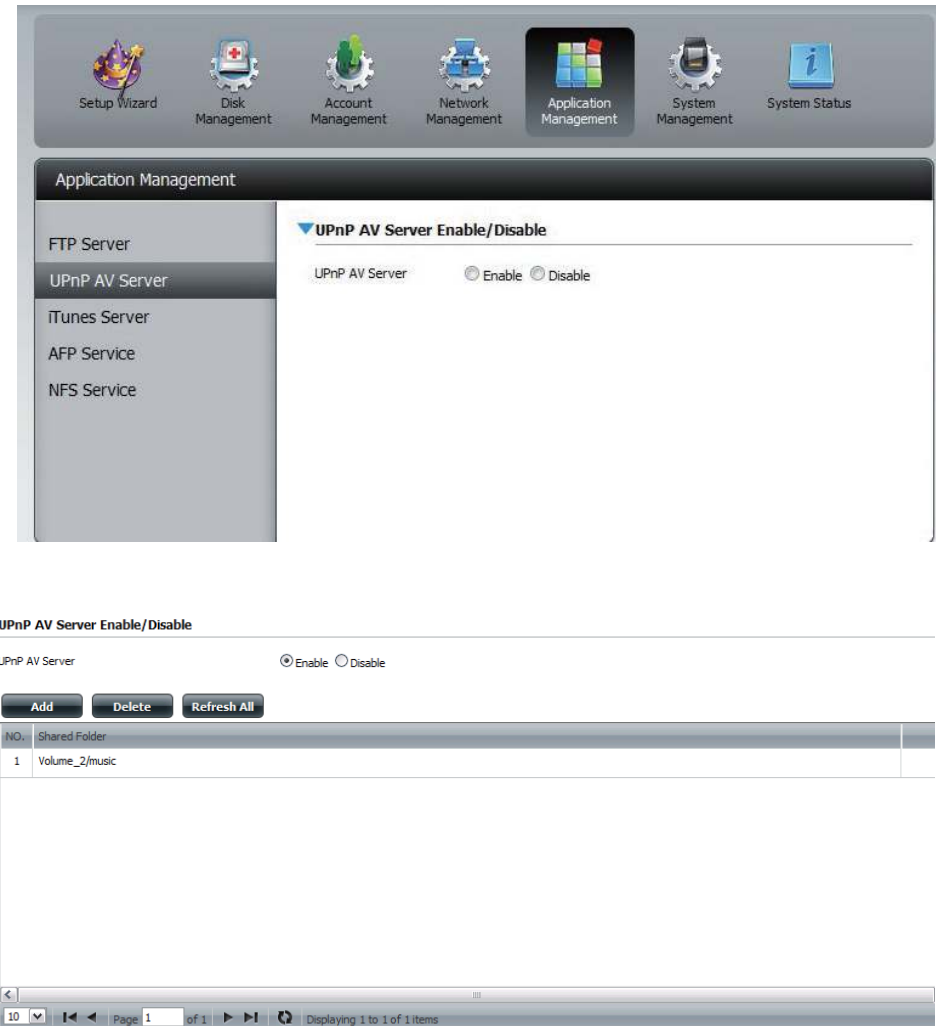 Setup Wizard
Disk
Management
Account
Management
Network
Management
Application
Management
System
Management
System Status
Application Management
FTP Server
UPnP AV Server
iTunes Server
AFP Service
NFS Service
UPnP AV Server Enable/Disable
UPnP AV Server Enable Disable
UPnP AV Server Enable/Disable
UPnP AV Server Enable Disable
Add Delete Refresh All
NO. Shared Folder
1 Volume_2/music
10 Page 1 of 1 Displaying 1 to 1 of 1 items